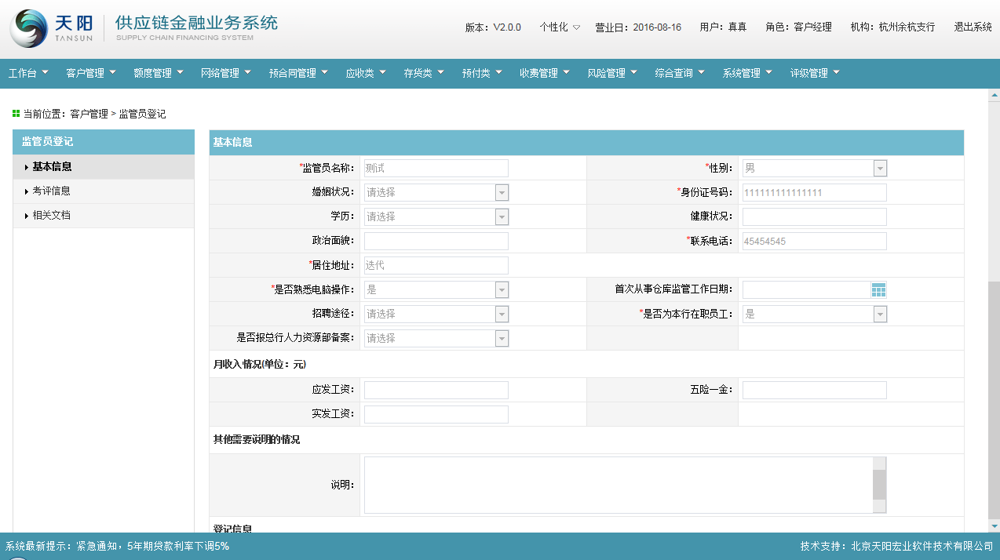 天阳 TANSUN 供应链金融业务系统 SUPPLY CHAIN FINANCING SYSTEM
版本：V2.0.0 个性化 营业日：2016-08-16 用户：真真 角色：客户经理 机构：杭州余杭支行 退出系统
工作台 客户管理 额度管理 网络管理 预合同管理 应收类 存货类 预付类 收费管理 风险管理 综合查询 系统管理 评级管理
当前位置：客户管理 > 监管员登记
监管员登记
基本信息
考评信息
相关文档
基本信息
*监管员名称： 测试 *性别： 男
婚姻状况： 请选择 *身份证号码： 111111111111111
学历： 请选择 健康状况：
政治面貌： *联系电话： 45454545
*居住地址： 迭代
*是否熟悉电脑操作： 是 首次从事仓库监管工作日期：
招聘途径： 请选择 *是否为本行在职员工： 是
是否报总行人力资源部备案： 请选择
月收入情况(单位：元)
应发工资： 五险一金：
实发工资：
其他需要说明的情况
说明：
登记信息
系统最新提示：紧急通知，5年期贷款利率下调5% 技术支持：北京天阳宏业软件技术有限公司